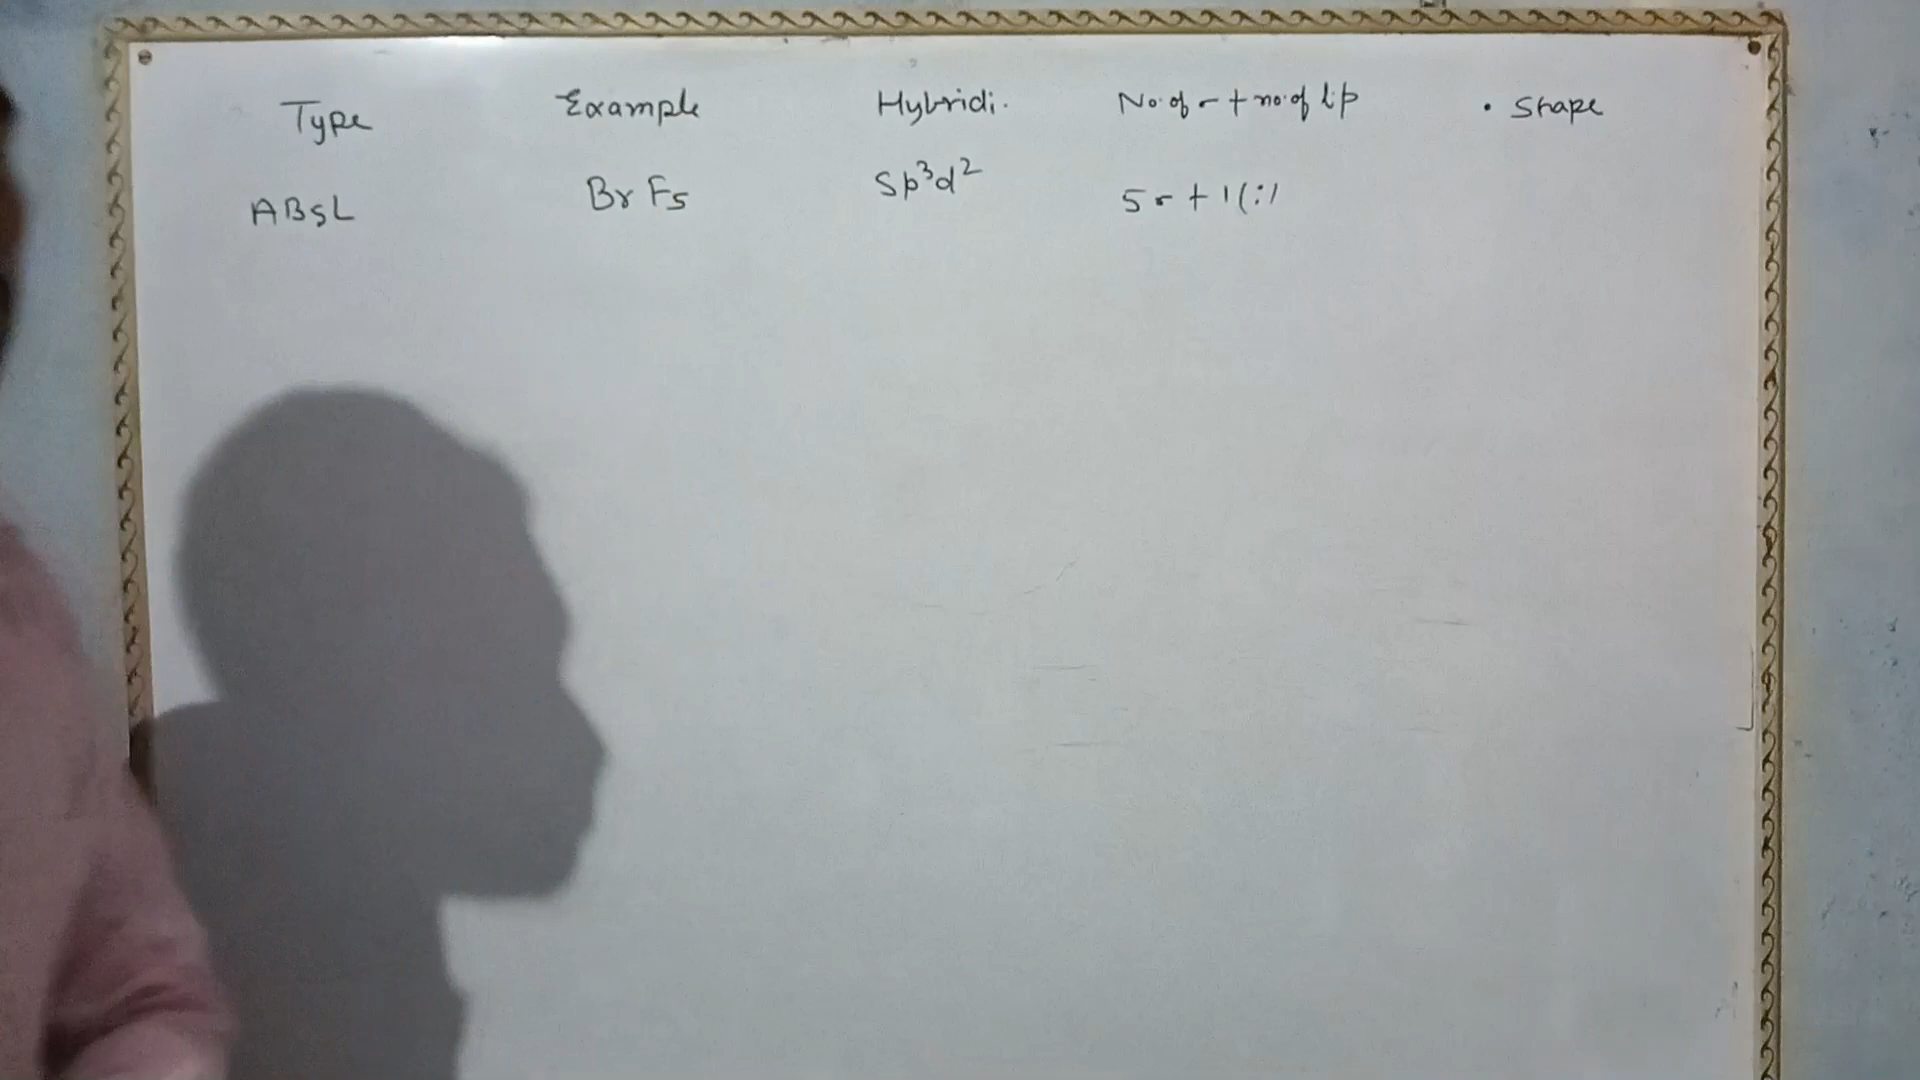 Type Example Hybridi. No. of σ + no. of l.p • Shape
AB5L BrF5 Sp³d² 5σ + 1(:)